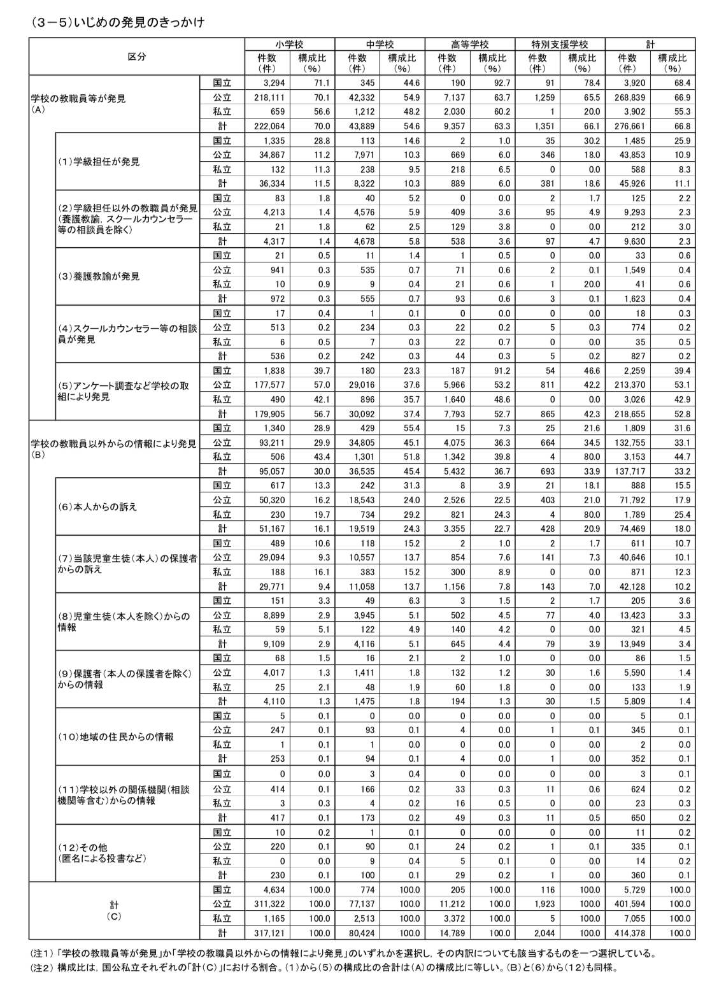 （３－５）いじめの発見のきっかけ
区分 小学校 中学校 高等学校 特別支援学校 計
件数（件） 構成比（％） 件数（件） 構成比（％） 件数（件） 構成比（％） 件数（件） 構成比（％） 件数（件） 構成比（％）
学校の教職員等が発見（A）
国立 3,294 71.1 345 44.6 190 92.7 91 78.4 3,920 68.4
公立 218,111 70.1 42,332 54.9 7,137 63.7 1,259 65.5 268,839 66.9
私立 659 56.6 1,212 48.2 2,030 60.2 1 20.0 3,902 55.3
計 222,064 70.0 43,889 54.6 9,357 63.3 1,351 66.1 276,661 66.8
（１）学級担任が発見
国立 1,335 28.8 113 14.6 2 1.0 35 30.2 1,485 25.9
公立 34,867 11.2 7,971 10.3 669 6.0 346 18.0 43,853 10.9
私立 132 11.3 238 9.5 218 6.5 0 0.0 588 8.3
計 36,334 11.5 8,322 10.3 889 6.0 381 18.6 45,926 11.1
（２）学級担任以外の教職員が発見
（養護教諭，スクールカウンセラー
等の相談員を除く）
国立 83 1.8 40 5.2 0 0.0 2 1.7 125 2.2
公立 4,213 1.4 4,576 5.9 409 3.6 95 4.9 9,293 2.3
私立 21 1.8 62 2.5 129 3.8 0 0.0 212 3.0
計 4,317 1.4 4,678 5.8 538 3.6 97 4.7 9,630 2.3
（３）養護教諭が発見
国立 21 0.5 11 1.4 1 0.5 0 0.0 33 0.6
公立 941 0.3 535 0.7 71 0.6 2 0.1 1,549 0.4
私立 10 0.9 9 0.4 21 0.6 1 20.0 41 0.6
計 972 0.3 555 0.7 93 0.6 3 0.1 1,623 0.4
（４）スクールカウンセラー等の相談
員が発見
国立 17 0.4 1 0.1 0 0.0 0 0.0 18 0.3
公立 513 0.2 234 0.3 22 0.2 5 0.3 774 0.2
私立 6 0.5 7 0.3 22 0.7 0 0.0 35 0.5
計 536 0.2 242 0.3 44 0.3 5 0.2 827 0.2
（５）アンケート調査など学校の取
組により発見
国立 1,838 39.7 180 23.3 187 91.2 54 46.6 2,259 39.4
公立 177,577 57.0 29,016 37.6 5,966 53.2 811 42.2 213,370 53.1
私立 490 42.1 896 35.7 1,640 48.6 0 0.0 3,026 42.9
計 179,905 56.7 30,092 37.4 7,793 52.7 865 42.3 218,655 52.8
学校の教職員以外からの情報により発見
（B）
国立 1,340 28.9 429 55.4 15 7.3 25 21.6 1,809 31.6
公立 93,211 29.9 34,805 45.1 4,075 36.3 664 34.5 132,755 33.1
私立 506 43.4 1,301 51.8 1,342 39.8 4 80.0 3,153 44.7
計 95,057 30.0 36,535 45.4 5,432 36.7 693 33.9 137,717 33.2
（６）本人からの訴え
国立 617 13.3 242 31.3 8 3.9 21 18.1 888 15.5
公立 50,320 16.2 18,543 24.0 2,526 22.5 403 21.0 71,792 17.9
私立 230 19.7 734 29.2 821 24.3 4 80.0 1,789 25.4
計 51,167 16.1 19,519 24.3 3,355 22.7 428 20.9 74,469 18.0
（７）当該児童生徒（本人）の保護者
からの訴え
国立 489 10.6 118 15.2 2 1.0 2 1.7 611 10.7
公立 29,094 9.3 10,557 13.7 854 7.6 141 7.3 40,646 10.1
私立 188 16.1 383 15.2 300 8.9 0 0.0 871 12.3
計 29,771 9.4 11,058 13.7 1,156 7.8 143 7.0 42,128 10.2
（８）児童生徒（本人を除く）からの
情報
国立 151 3.3 49 6.3 3 1.5 2 1.7 205 3.6
公立 8,899 2.9 3,945 5.1 502 4.5 77 4.0 13,423 3.3
私立 59 5.1 122 4.9 140 4.2 0 0.0 321 4.5
計 9,109 2.9 4,116 5.1 645 4.4 79 3.9 13,949 3.4
（９）保護者（本人の保護者を除く）
からの情報
国立 68 1.5 16 2.1 2 1.0 0 0.0 86 1.5
公立 4,017 1.3 1,411 1.8 132 1.2 30 1.6 5,590 1.4
私立 25 2.1 48 1.9 60 1.8 0 0.0 133 1.9
計 4,110 1.3 1,475 1.8 194 1.3 30 1.5 5,809 1.4
（１０）地域の住民からの情報
国立 5 0.1 0 0.0 0 0.0 0 0.0 5 0.1
公立 247 0.1 93 0.1 4 0.0 1 0.1 345 0.1
私立 1 0.1 1 0.0 0 0.0 0 0.0 2 0.0
計 253 0.1 94 0.1 4 0.0 1 0.0 352 0.1
（１１）学校以外の関係機関（相談
機関等含む）からの情報
国立 0 0.0 3 0.4 0 0.0 0 0.0 3 0.1
公立 414 0.1 166 0.2 33 0.3 11 0.6 624 0.2
私立 3 0.3 4 0.2 16 0.5 0 0.0 23 0.3
計 417 0.1 173 0.2 49 0.3 11 0.5 650 0.2
（１２）その他
（匿名による投書など）
国立 10 0.2 1 0.1 0 0.0 0 0.0 11 0.2
公立 220 0.1 90 0.1 24 0.2 1 0.1 335 0.1
私立 0 0.0 9 0.4 5 0.1 0 0.0 14 0.2
計 230 0.1 100 0.1 29 0.2 1 0.0 360 0.1
計
（C）
国立 4,634 100.0 774 100.0 205 100.0 116 100.0 5,729 100.0
公立 311,322 100.0 77,137 100.0 11,212 100.0 1,923 100.0 401,594 100.0
私立 1,165 100.0 2,513 100.0 3,372 100.0 5 100.0 7,055 100.0
計 317,121 100.0 80,424 100.0 14,789 100.0 2,044 100.0 414,378 100.0
（注１）「学校の教職員等が発見」か「学校の教職員以外からの情報により発見」のいずれかを選択し，その内訳についても該当するものを一つ選択している。
（注２） 構成比は，国公私立それぞれの「計（C）」における割合。（１）から（５）の構成比の合計は（A）の構成比に等しい。（B）と（６）から（１２）も同様。